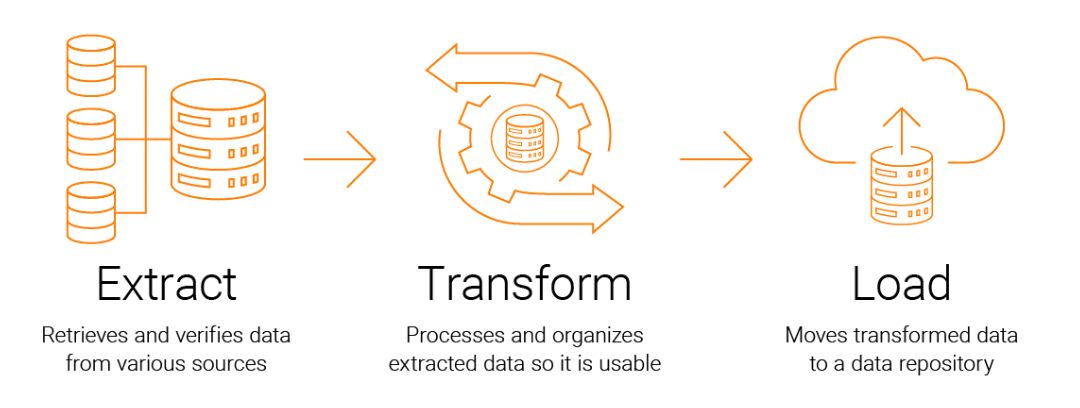 Extract
Retrieves and verifies data
from various sources
Transform
Processes and organizes
extracted data so it is usable
Load
Moves transformed data
to a data repository